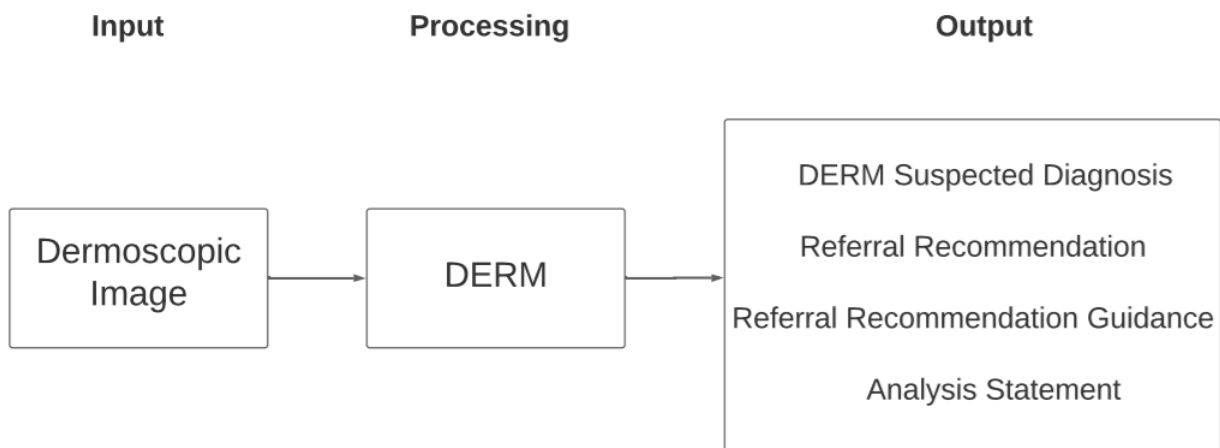 Input
Processing
Output
Dermoscopic
Image
DERM
DERM Suspected Diagnosis
Referral Recommendation
Referral Recommendation Guidance
Analysis Statement